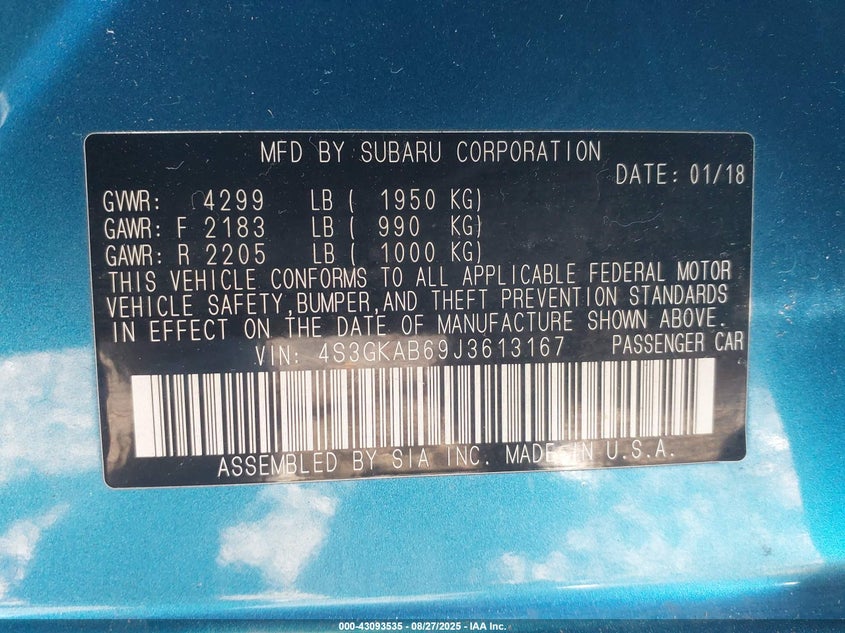 MFD BY SUBARU CORPORATION
DATE: 01/18
GVWR: 4299 LB ( 1950 KG)
GAWR: F 2183 LB ( 990 KG)
GAWR: R 2205 LB ( 1000 KG)
THIS VEHICLE CONFORMS TO ALL APPLICABLE FEDERAL MOTOR
VEHICLE SAFETY,BUMPER,AND THEFT PREVENTION STANDARDS
IN EFFECT ON THE DATE OF MANUFACTURE SHOWN ABOVE.
VIN: 4S3GKAB69J3613167 PASSENGER CAR
ASSEMBLED BY SIA INC. MADE IN U.S.A.
000-43093535 - 08/27/2025 - IAA Inc.